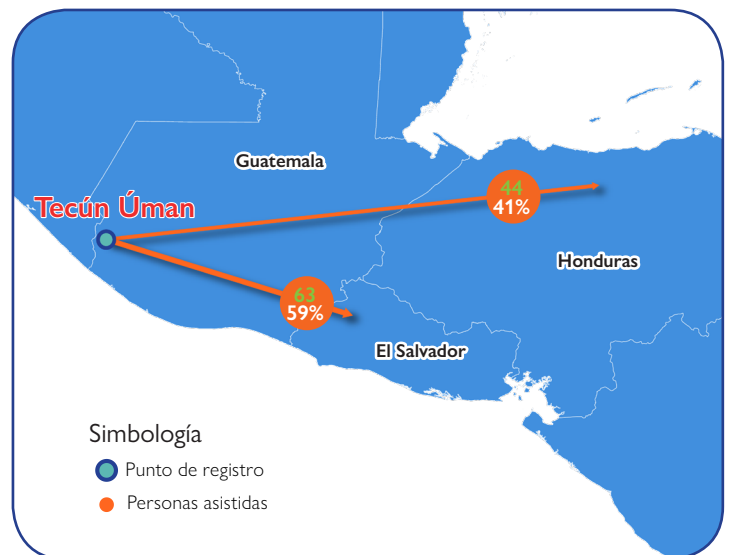 Guatemala
Tecún Úman
44
41%
Honduras
63
59%
El Salvador
Simbología
Punto de registro
Personas asistidas